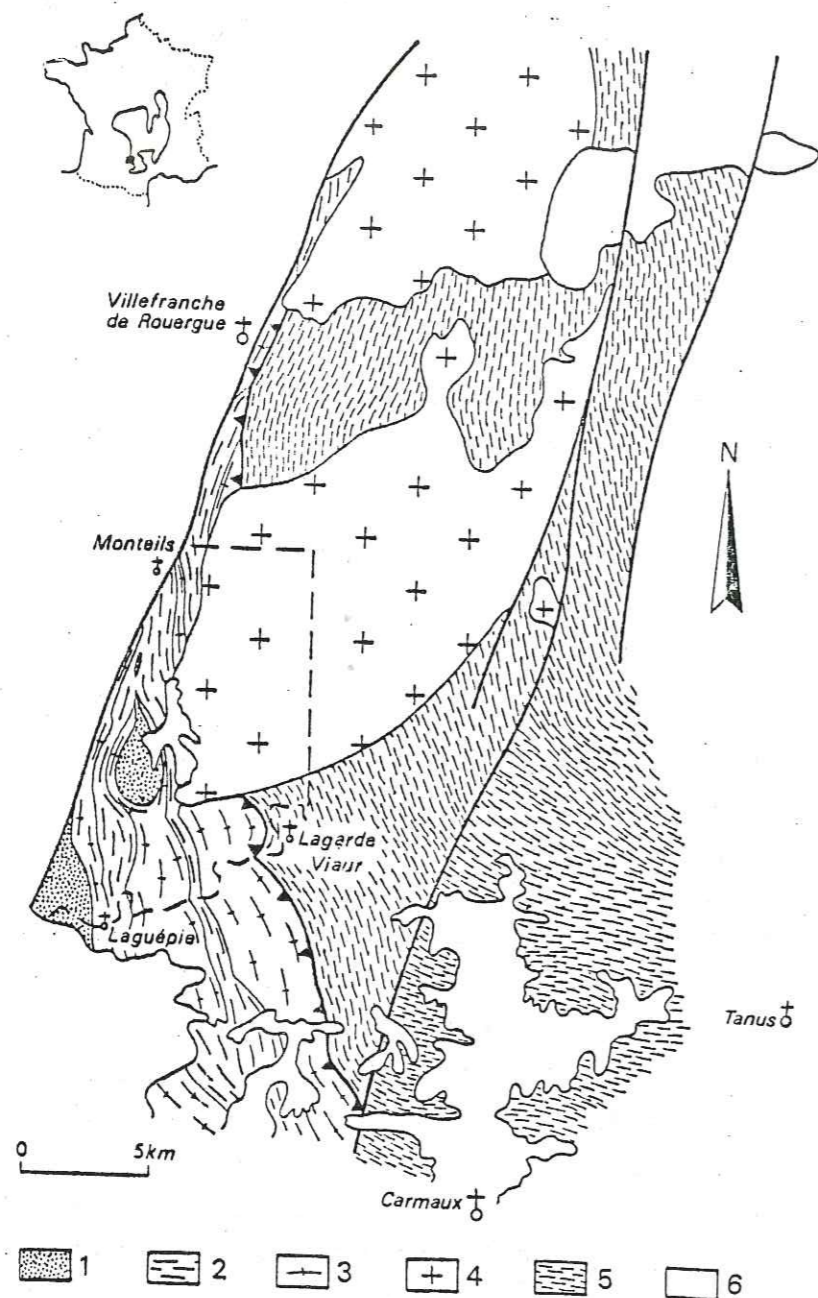 Villefranche
de Rouergue
N
Monteils
Lagarde
Viaur
Laguépie
Tanus
0 5km
Carmaux
1 2 3 4 5 6